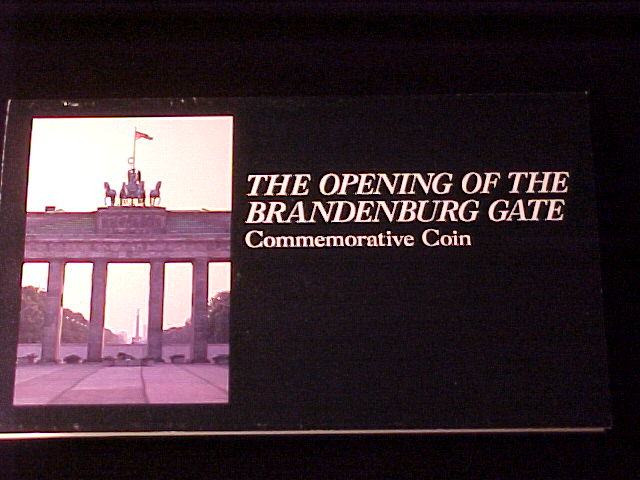 THE OPENING OF THE
BRANDENBURG GATE
Commemorative Coin